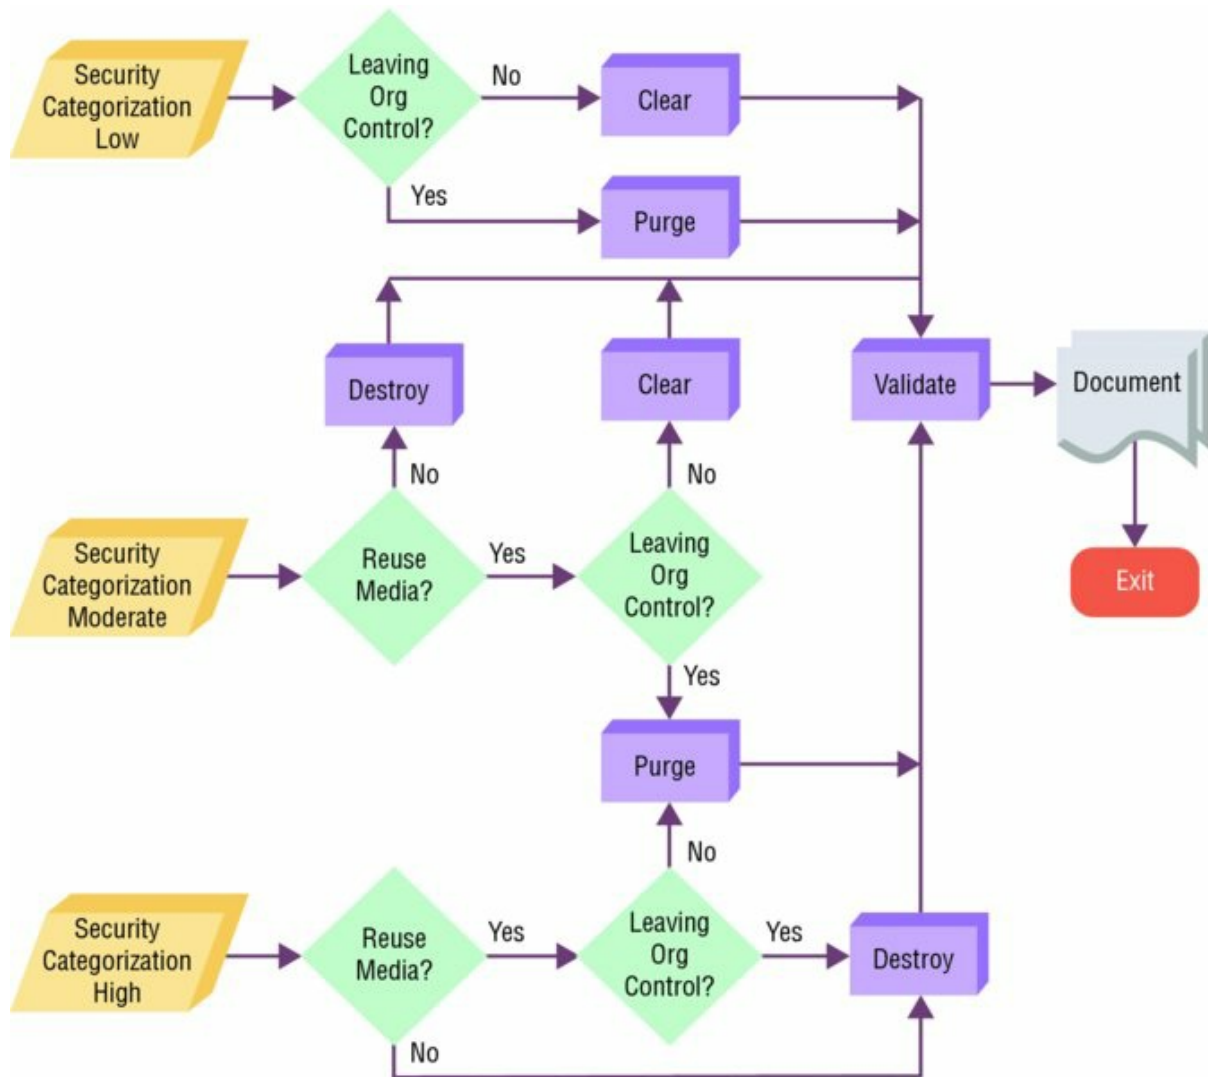 Security
Categorization
Low
Leaving
Org
Control?
No
Clear
Yes
Purge
Destroy
Clear
Validate
Document
No
No
Security
Categorization
Moderate
Reuse
Media?
Yes
Leaving
Org
Control?
Exit
Yes
Purge
No
Security
Categorization
High
Reuse
Media?
Yes
Leaving
Org
Control?
Yes
Destroy
No